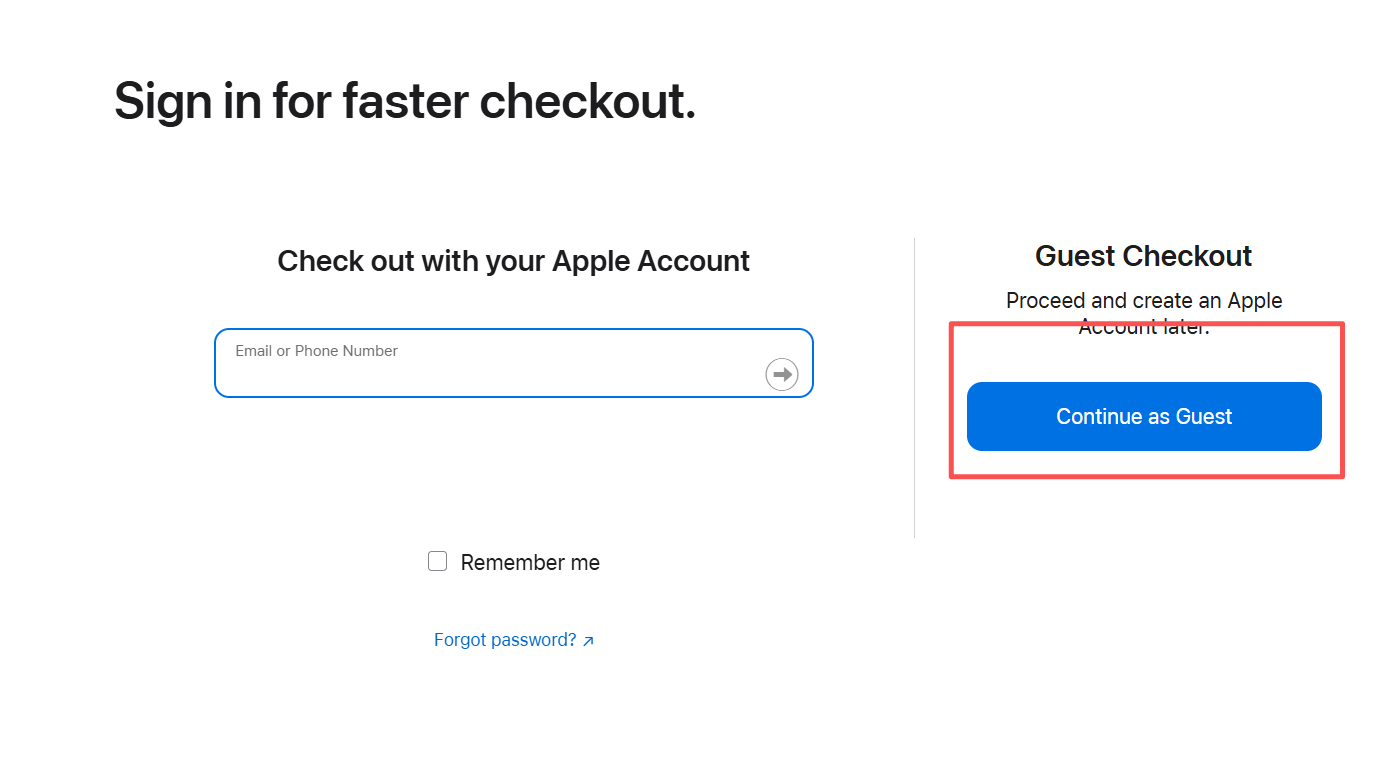 Sign in for faster checkout.
Check out with your Apple Account
Email or Phone Number
Remember me
Forgot password? ↗
Guest Checkout
Proceed and create an Apple
Account later.
Continue as Guest